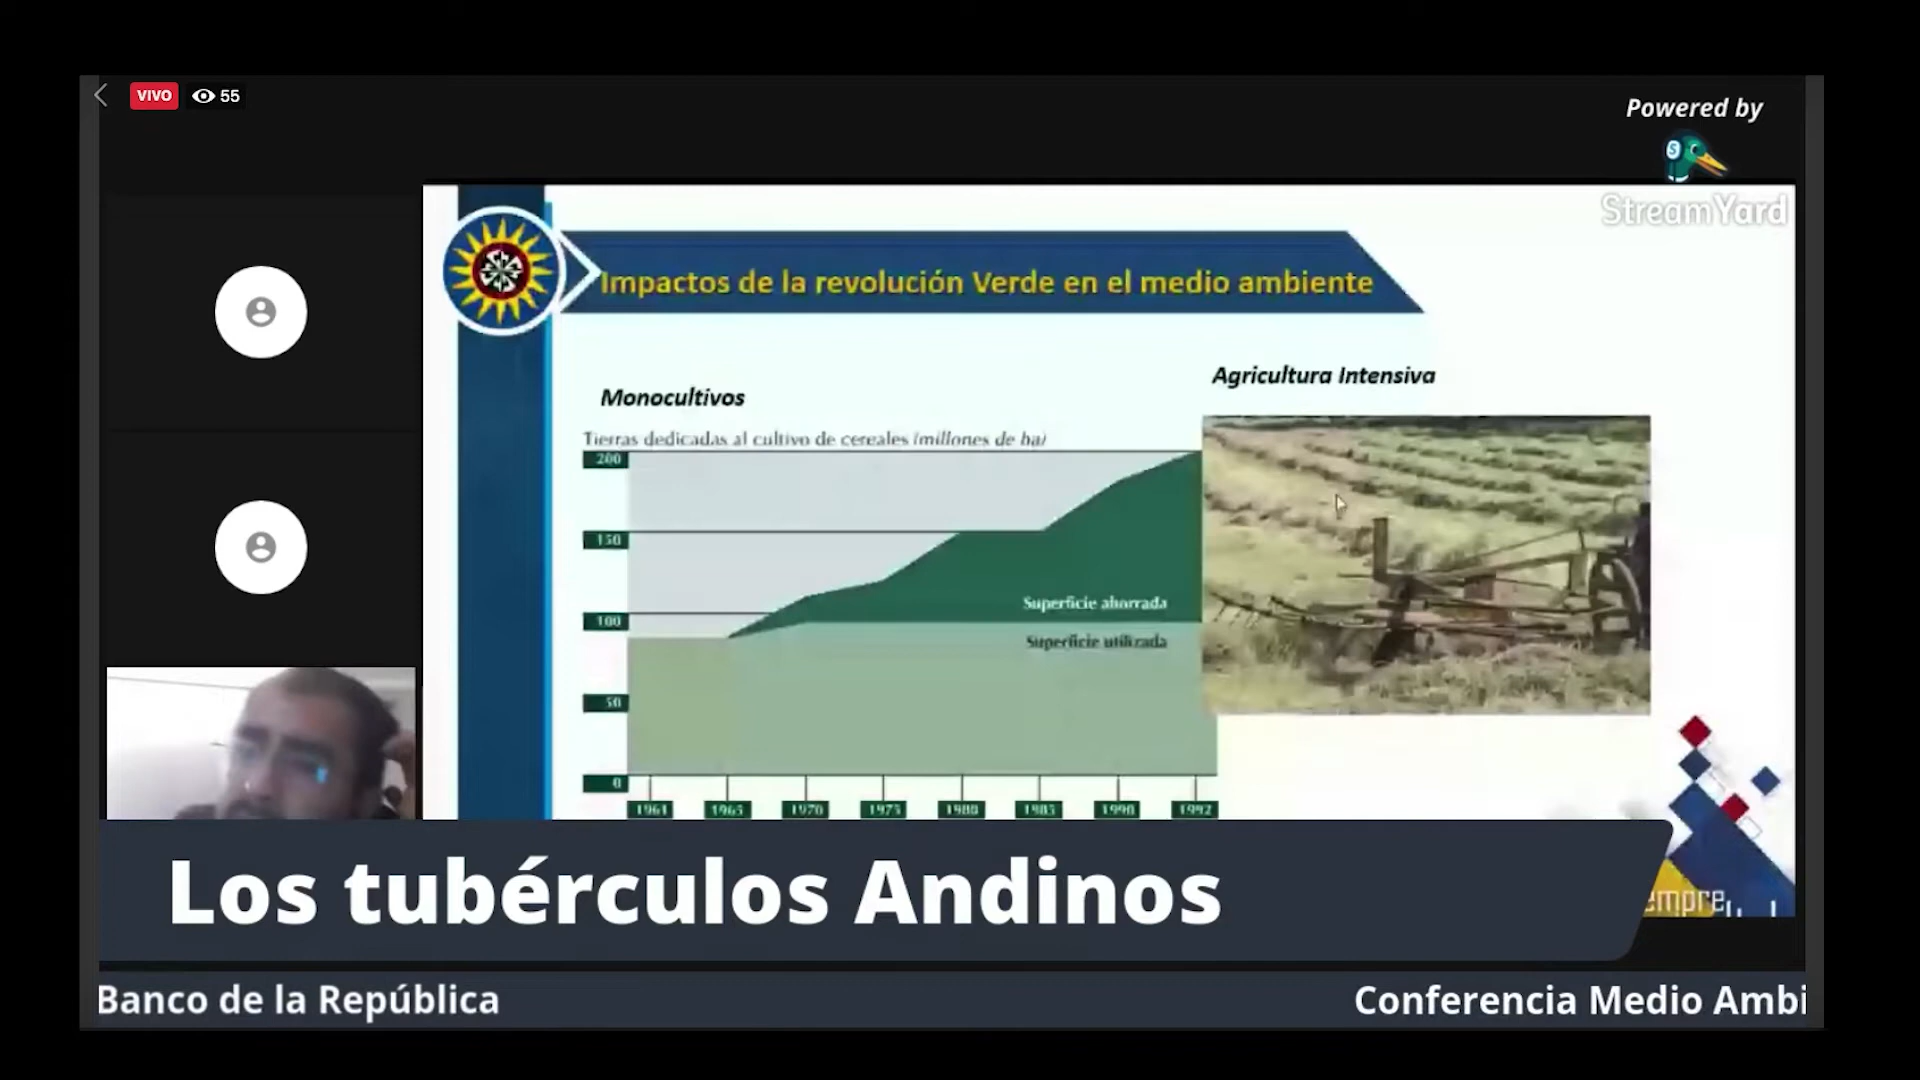 VIVO 55
Powered by
StreamYard
Impactos de la revolución Verde en el medio ambiente
Agricultura Intensiva
Monocultivos
Tierras dedicadas al cultivo de cereales (millones de ha)
200
150
100
50
0
Superficie ahorrada
Superficie utilizada
1961 1965 1970 1975 1980 1985 1990 1992
Los tubérculos Andinos
empre
Banco de la República
Conferencia Medio Ambi